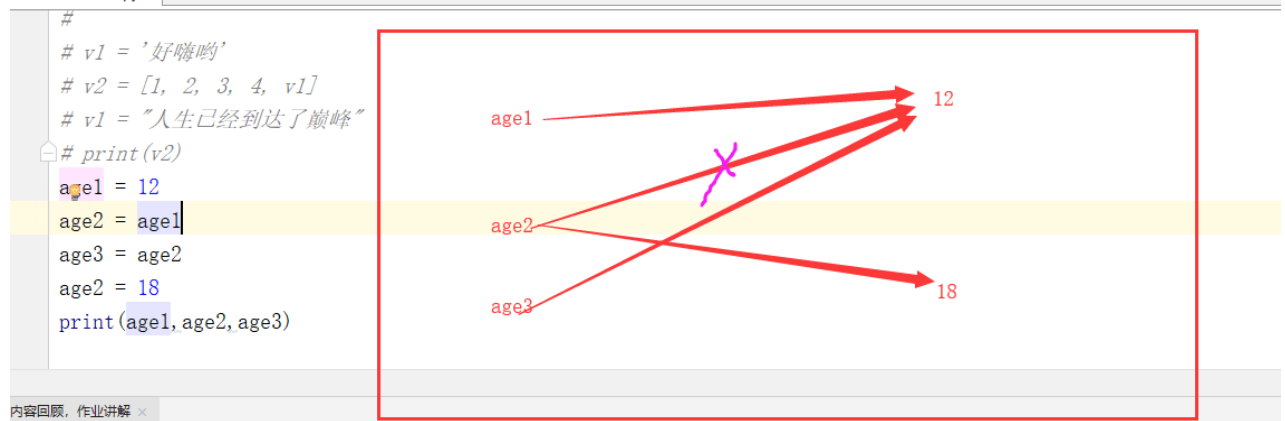 #
# v1 = '好嗨哟'
# v2 = [1, 2, 3, 4, v1]
# v1 = "人生已经到达了巅峰"
# print(v2)
age1 = 12
age2 = age1
age3 = age2
age2 = 18
print(age1,age2,age3)
age1
12
age2
18
age3
内容回顾，作业讲解